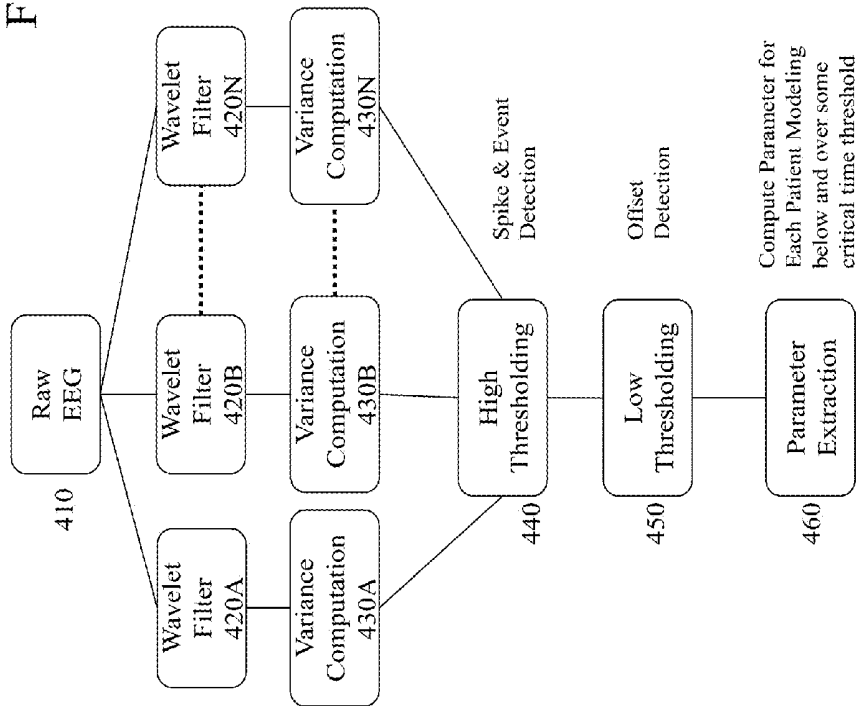 F
Raw
EEG
410
Wavelet
Filter
420A
Wavelet
Filter
420B
Wavelet
Filter
420N
Variance
Computation
430A
Variance
Computation
430B
Variance
Computation
430N
High
Thresholding
440
Spike & Event
Detection
Low
Thresholding
450
Offset
Detection
Parameter
Extraction
460
Compute Parameter for
Each Patient Modeling
below and over some
critical time threshold